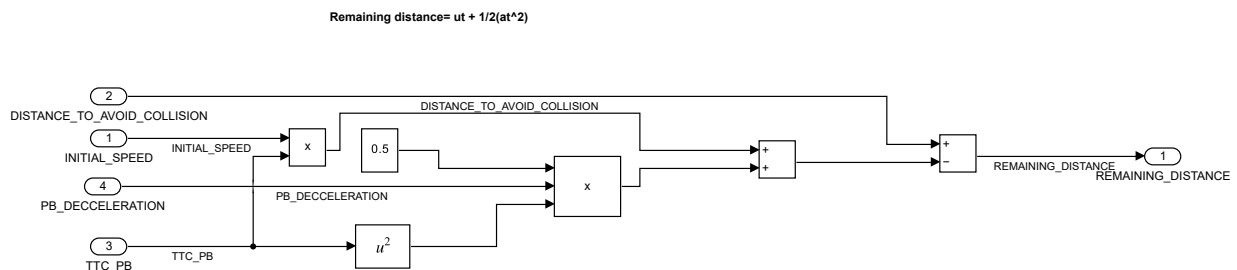 Remaining distance= ut + 1/2(at^2)
2
DISTANCE_TO_AVOID_COLLISION
DISTANCE_TO_AVOID_COLLISION
1
INITIAL_SPEED
INITIAL_SPEED
x
0.5
+
+
+
−
REMAINING_DISTANCE
1
REMAINING_DISTANCE
4
PB_DECCELERATION
PB_DECCELERATION
x
3
TTC_PB
TTC_PB
u²